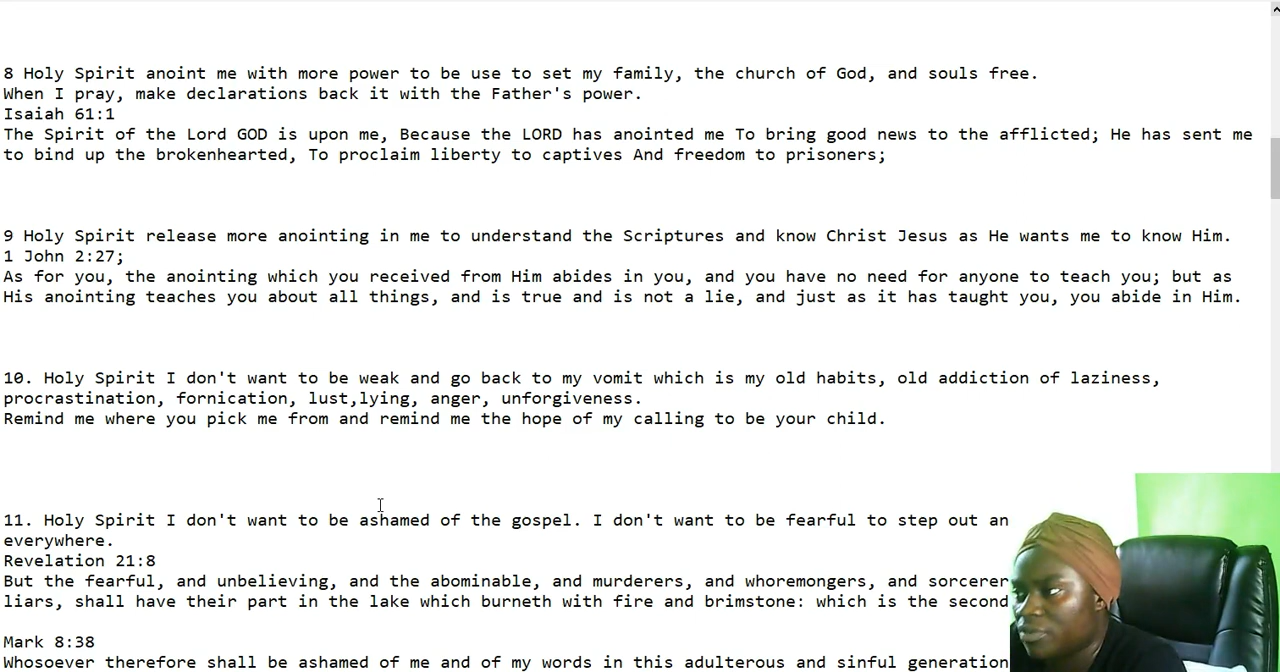 8 Holy Spirit anoint me with more power to be use to set my family, the church of God, and souls free.
When I pray, make declarations back it with the Father's power.
Isaiah 61:1
The Spirit of the Lord GOD is upon me, Because the LORD has anointed me To bring good news to the afflicted; He has sent me
to bind up the brokenhearted, To proclaim liberty to captives And freedom to prisoners;
9 Holy Spirit release more anointing in me to understand the Scriptures and know Christ Jesus as He wants me to know Him.
1 John 2:27;
As for you, the anointing which you received from Him abides in you, and you have no need for anyone to teach you; but as
His anointing teaches you about all things, and is true and is not a lie, and just as it has taught you, you abide in Him.
10. Holy Spirit I don't want to be weak and go back to my vomit which is my old habits, old addiction of laziness,
procrastination, fornication, lust,lying, anger, unforgiveness.
Remind me where you pick me from and remind me the hope of my calling to be your child.
11. Holy Spirit I don't want to be ashamed of the gospel. I don't want to be fearful to step out an
everywhere.
Revelation 21:8
But the fearful, and unbelieving, and the abominable, and murderers, and whoremongers, and sorcerer
liars, shall have their part in the lake which burneth with fire and brimstone: which is the second
Mark 8:38
Whosoever therefore shall be ashamed of me and of my words in this adulterous and sinful generation